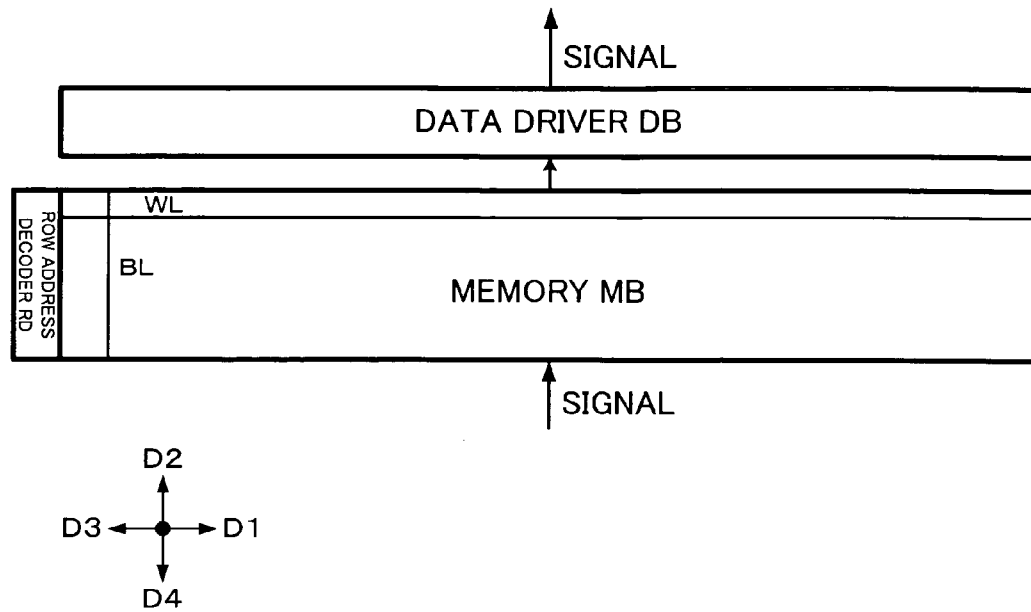 SIGNAL
DATA DRIVER DB
WL
ROW ADDRESS
DECODER RD
BL
MEMORY MB
SIGNAL
D2
D3
D1
D4